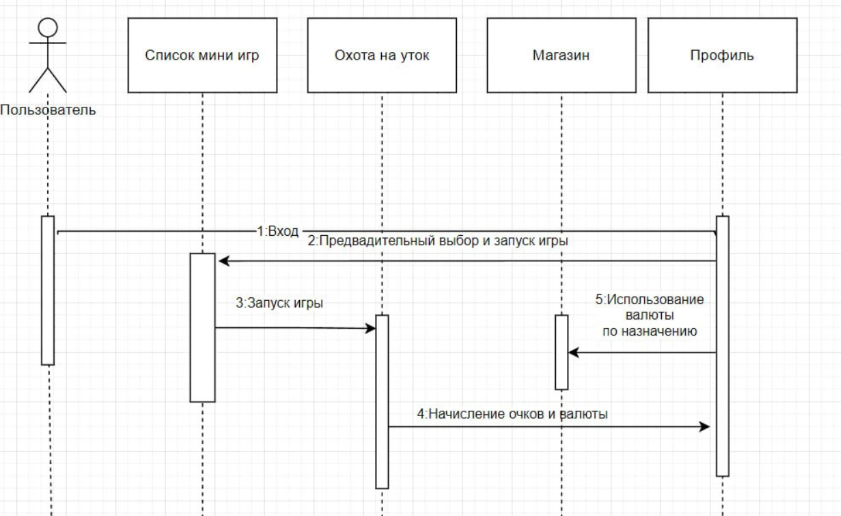 Пользователь
Список мини игр
Охота на уток
Магазин
Профиль
1:Вход
2:Предвадительный выбор и запуск игры
3:Запуск игры
5:Использование
валюты
по назначению
4:Начисление очков и валюты